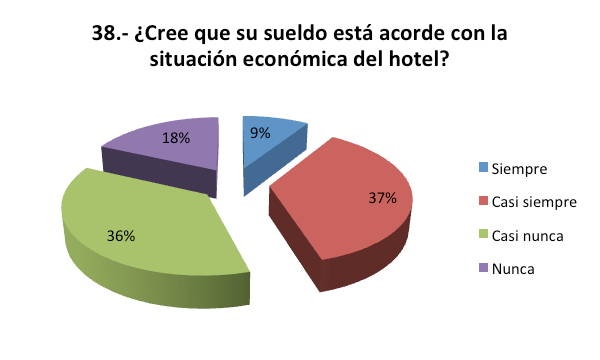 38.- ¿Cree que su sueldo está acorde con la
situación económica del hotel?
18%
9%
37%
36%
Siempre
Casi siempre
Casi nunca
Nunca